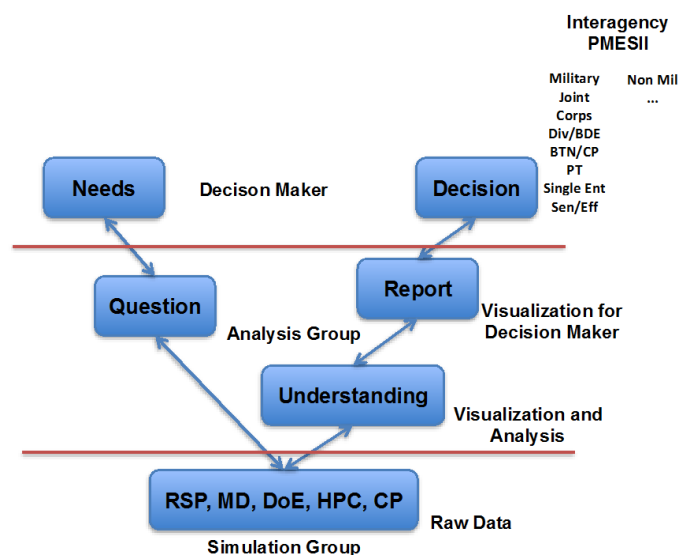 Interagency
PMESII
Military
Non Mil
Joint
...
Corps
Div/BDE
BTN/CP
PT
Single Ent
Sen/Eff
Needs
Decison Maker
Decision
Question
Report
Analysis Group
Visualization for
Decision Maker
Understanding
Visualization and
Analysis
RSP, MD, DoE, HPC, CP
Raw Data
Simulation Group